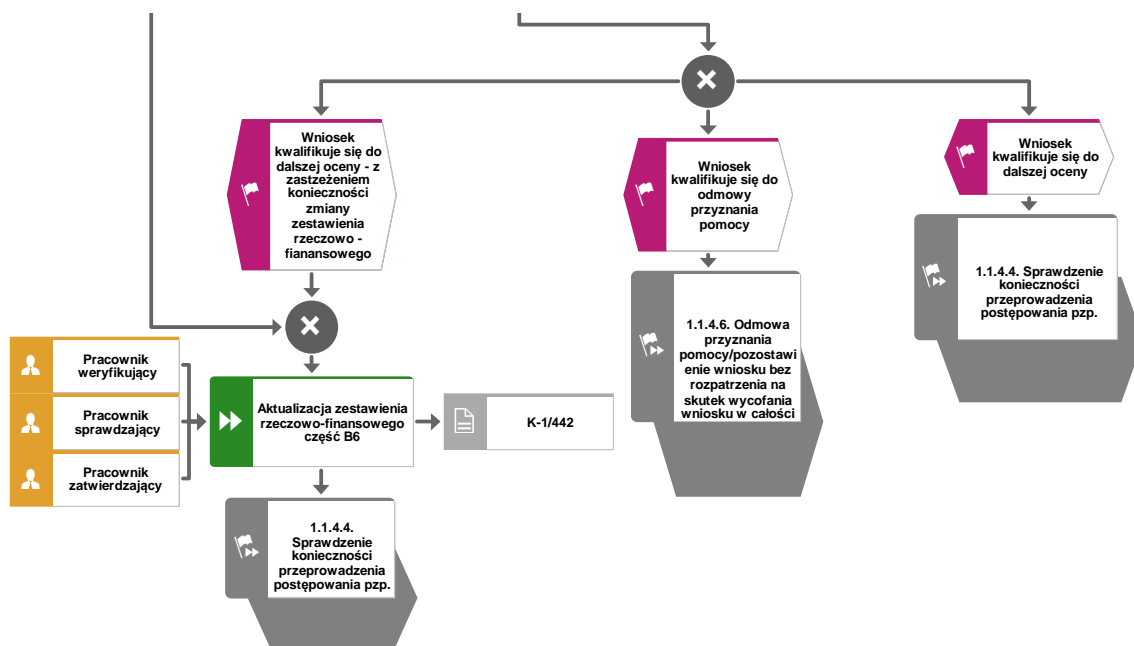 Wniosek
kwalifikuje się do
dalszej oceny - z
zastzeżeniem
konieczności
zmiany
zestawienia
rzeczowo -
fianansowego
Wniosek
kwalifikuje się do
odmowy
przyznania
pomocy
Wniosek
kwalifikuje się do
dalszej oceny
1.1.4.4. Sprawdzenie
konieczności
przeprowadzenia
postępowania pzp.
1.1.4.6. Odmowa
przyznania
pomocy/pozostawi
enie wniosku bez
rozpatrzenia na
skutek wycofania
wniosku w całości
Pracownik
weryfikujący
Pracownik
sprawdzający
Pracownik
zatwierdzający
Aktualizacja zestawienia
rzeczowo-finansowego
część B6
K-1/442
1.1.4.4.
Sprawdzenie
konieczności
przeprowadzenia
postępowania pzp.